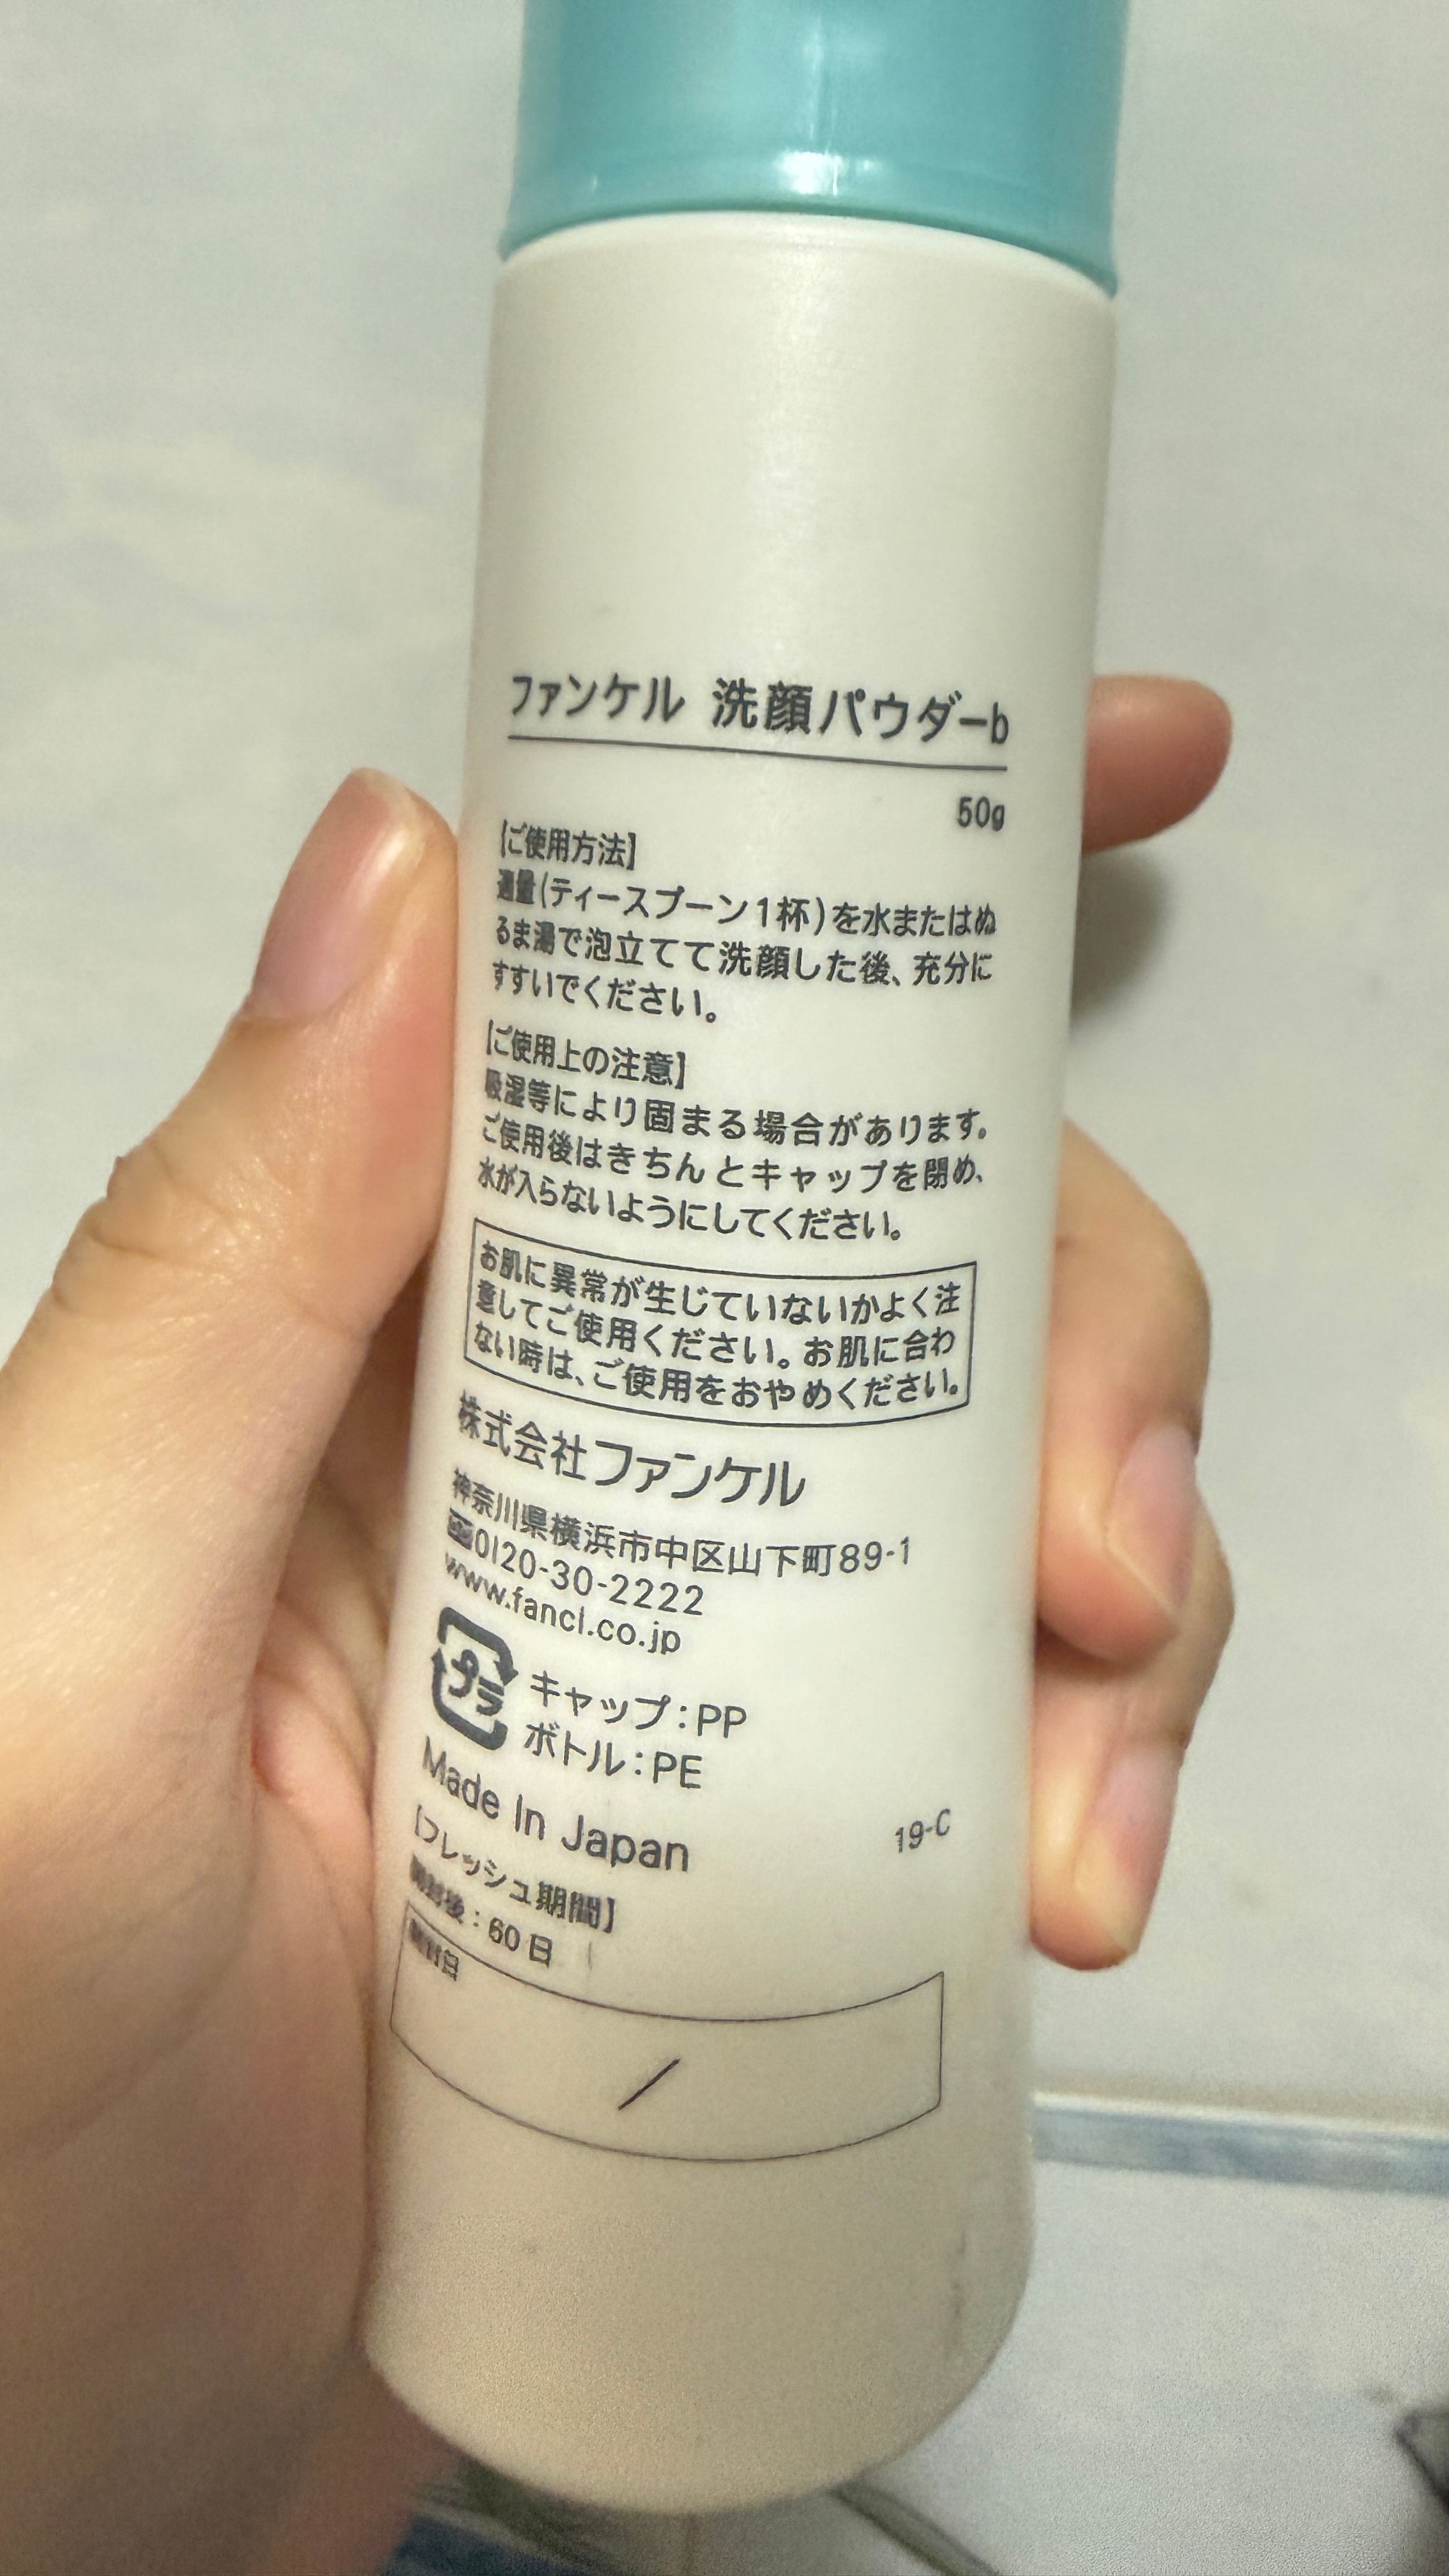 ファンケル 洗顔パウダーb
50g
【ご使用方法】
適量(ティースプーン1杯)を水またはぬ
るま湯で泡立てて洗顔した後、充分に
すすいでください。
【ご使用上の注意】
吸湿等により固まる場合があります。
ご使用後はきちんとキャップを閉め、
水が入らないようにしてください。
お肌に異常が生じていないかよく注
意してご使用ください。お肌に合わ
ない時は、ご使用をおやめください。
株式会社ファンケル
神奈川県横浜市中区山下町89-1
0120-30-2222
www.fancl.co.jp
プラ
キャップ:PP
ボトル:PE
Made In Japan
19-C
【フレッシュ期間】
開封後:60日
開封日
/